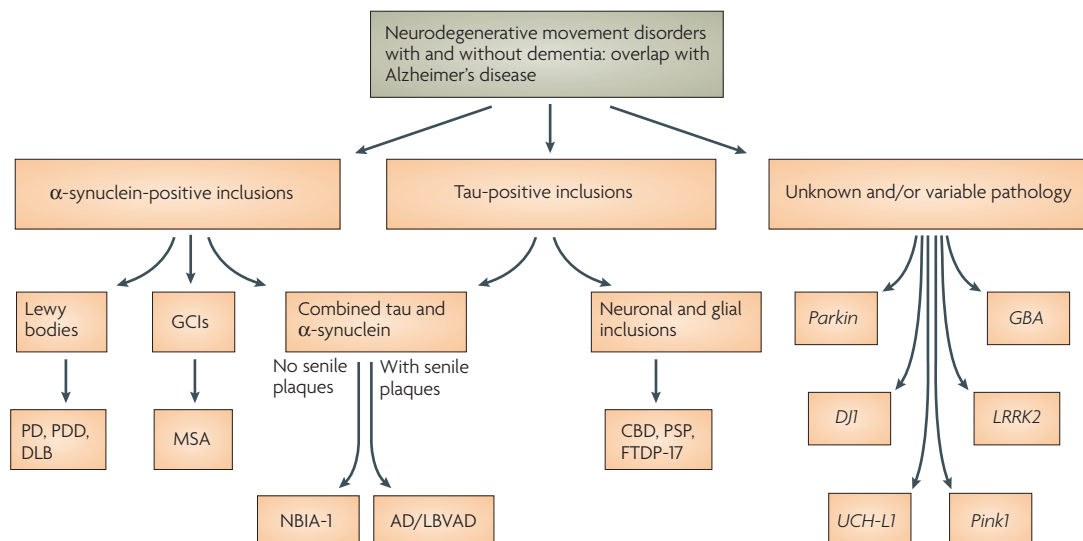 Neurodegenerative movement disorders
with and without dementia: overlap with
Alzheimer's disease
α-synuclein-positive inclusions
Tau-positive inclusions
Unknown and/or variable pathology
Lewy
bodies
GCIs
Combined tau and
α-synuclein
Neuronal and glial
inclusions
Parkin
GBA
No senile
plaques
With senile
plaques
PD, PDD,
DLB
MSA
CBD, PSP,
FTDP-17
DJ1
LRRK2
NBIA-1
AD/LBVAD
UCH-L1
Pink1